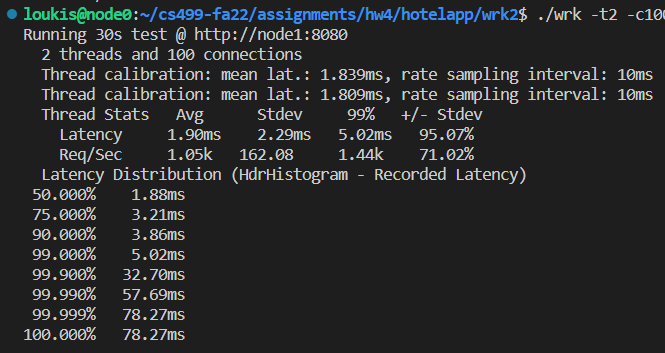 loukis@node0:~/cs499-fa22/assignments/hw4/hotelapp/wrk2$ ./wrk -t2 -c100
Running 30s test @ http://node1:8080
2 threads and 100 connections
Thread calibration: mean lat.: 1.839ms, rate sampling interval: 10ms
Thread calibration: mean lat.: 1.809ms, rate sampling interval: 10ms
Thread Stats Avg Stdev 99% +/- Stdev
Latency 1.90ms 2.29ms 5.02ms 95.07%
Req/Sec 1.05k 162.08 1.44k 71.02%
Latency Distribution (HdrHistogram - Recorded Latency)
50.000% 1.88ms
75.000% 3.21ms
90.000% 3.86ms
99.000% 5.02ms
99.900% 32.70ms
99.990% 57.69ms
99.999% 78.27ms
100.000% 78.27ms